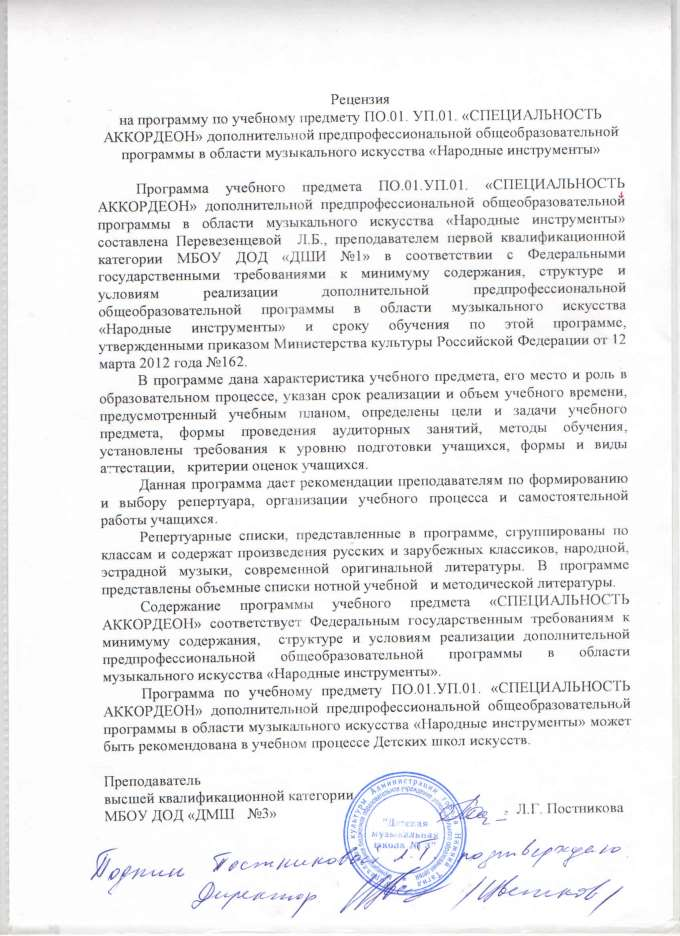 Рецензия
на программу по учебному предмету ПО.01. УП.01. «СПЕЦИАЛЬНОСТЬ
АККОРДЕОН» дополнительной предпрофессиональной общеобразовательной
программы в области музыкального искусства «Народные инструменты»
Программа учебного предмета ПО.01.УП.01. «СПЕЦИАЛЬНОСТЬ
АККОРДЕОН» дополнительной предпрофессиональной общеобразовательной
программы в области музыкального искусства «Народные инструменты»
составлена Перевезенцевой Л.Б., преподавателем первой квалификационной
категории МБОУ ДОД «ДШИ №1» в соответствии с Федеральными
государственными требованиями к минимуму содержания, структуре и
условиям реализации дополнительной предпрофессиональной
общеобразовательной программы в области музыкального искусства
«Народные инструменты» и сроку обучения по этой программе,
утвержденными приказом Министерства культуры Российской Федерации от 12
марта 2012 года №162.
В программе дана характеристика учебного предмета, его место и роль в
образовательном процессе, указан срок реализации и объем учебного времени,
предусмотренный учебным планом, определены цели и задачи учебного
предмета, формы проведения аудиторных занятий, методы обучения,
установлены требования к уровню подготовки учащихся, формы и виды
аттестации, критерии оценок учащихся.
Данная программа дает рекомендации преподавателям по формированию
и выбору репертуара, организации учебного процесса и самостоятельной
работы учащихся.
Репертуарные списки, представленные в программе, сгруппированы по
классам и содержат произведения русских и зарубежных классиков, народной,
эстрадной музыки, современной оригинальной литературы. В программе
представлены объемные списки нотной учебной и методической литературы.
Содержание программы учебного предмета «СПЕЦИАЛЬНОСТЬ
АККОРДЕОН» соответствует Федеральным государственным требованиям к
минимуму содержания, структуре и условиям реализации дополнительной
предпрофессиональной общеобразовательной программы в области
музыкального искусства «Народные инструменты».
Программа по учебному предмету ПО.01.УП.01. «СПЕЦИАЛЬНОСТЬ
АККОРДЕОН» дополнительной предпрофессиональной общеобразовательной
программы в области музыкального искусства «Народные инструменты» может
быть рекомендована в учебном процессе Детских школ искусств.
Преподаватель
высшей квалификационной категории
МБОУ ДОД «ДМШ №3»
Л.Г. Постникова
"Детская
музыкальная
школа № 3"
Подпись Постниковой Л.Г. подтверждаю
Директор